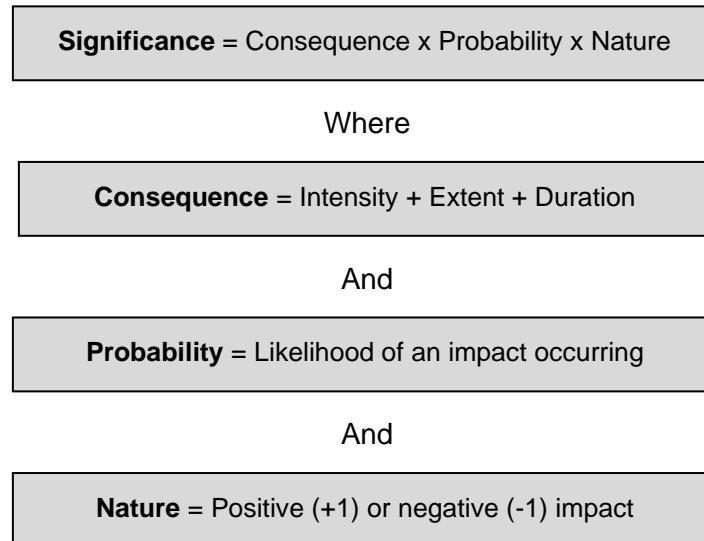 Significance = Consequence x Probability x Nature
Where
Consequence = Intensity + Extent + Duration
And
Probability = Likelihood of an impact occurring
And
Nature = Positive (+1) or negative (-1) impact